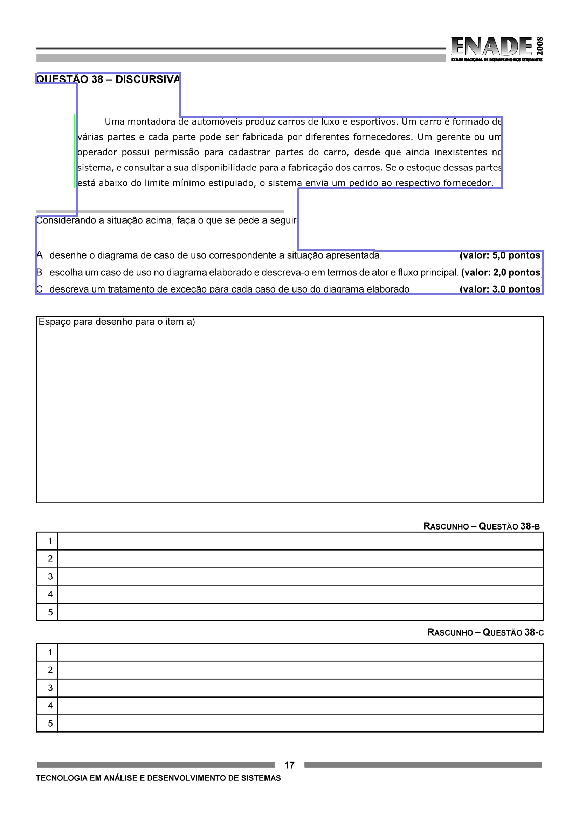 ENADE 2008
EXAME NACIONAL DE DESEMPENHO DOS ESTUDANTES
QUESTÃO 38 – DISCURSIVA
Uma montadora de automóveis produz carros de luxo e esportivos. Um carro é formado de
várias partes e cada parte pode ser fabricada por diferentes fornecedores. Um gerente ou um
operador possui permissão para cadastrar partes do carro, desde que ainda inexistentes no
sistema, e consultar a sua disponibilidade para a fabricação dos carros. Se o estoque dessas partes
está abaixo do limite mínimo estipulado, o sistema envia um pedido ao respectivo fornecedor.
Considerando a situação acima, faça o que se pede a seguir
A desenhe o diagrama de caso de uso correspondente a situação apresentada. (valor: 5,0 pontos
B escolha um caso de uso no diagrama elaborado e descreva-o em termos de ator e fluxo principal. (valor: 2,0 pontos
C descreva um tratamento de exceção para cada caso de uso do diagrama elaborado (valor: 3,0 pontos
Espaço para desenho para o item a)
RASCUNHO – QUESTÃO 38-B
1
2
3
4
5
RASCUNHO – QUESTÃO 38-C
1
2
3
4
5
17
TECNOLOGIA EM ANÁLISE E DESENVOLVIMENTO DE SISTEMAS